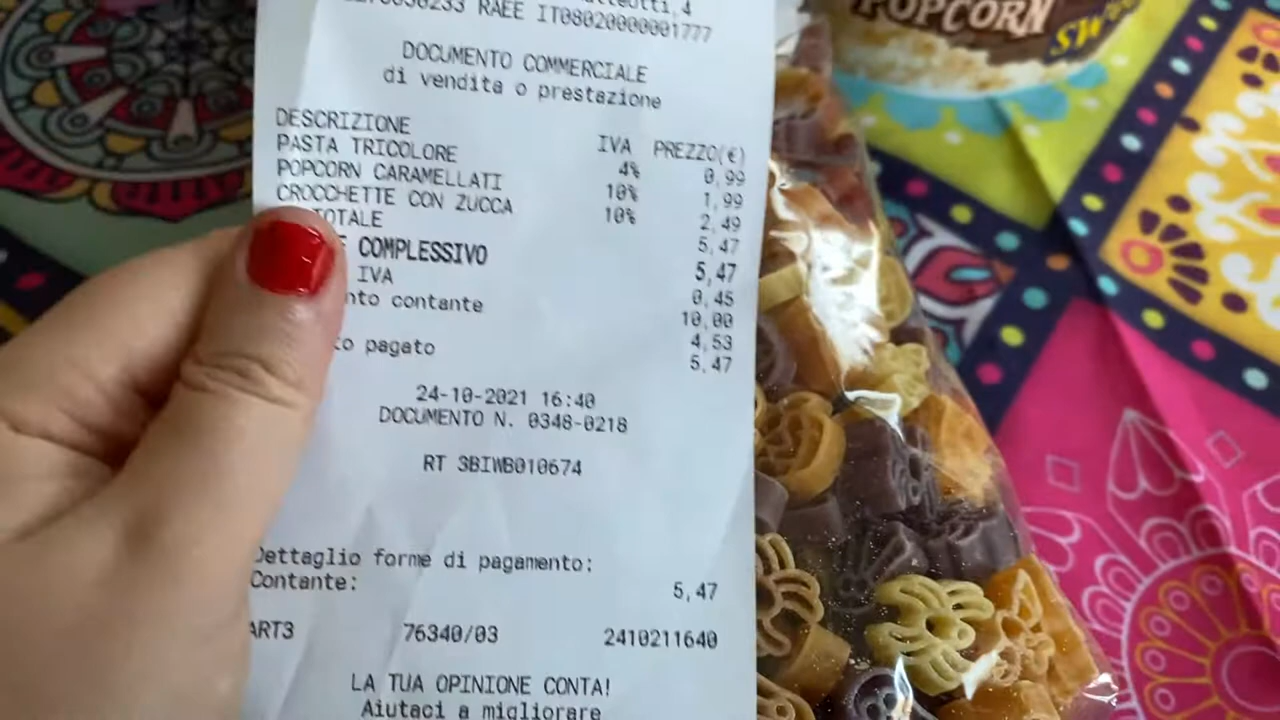 ,4
RAEE IT08020000001777
DOCUMENTO COMMERCIALE
di vendita o prestazione
DESCRIZIONE IVA PREZZO(€)
PASTA TRICOLORE 4% 0,99
POPCORN CARAMELLATI 10% 1,99
CROCCHETTE CON ZUCCA 10% 2,49
TOTALE 5,47
COMPLESSIVO 5,47
IVA 0,45
contante 10,00
4,53
pagato 5,47
24-10-2021 16:40
DOCUMENTO N. 0348-0218
RT 3BIWB010674
Dettaglio forme di pagamento:
Contante: 5,47
ART3 76340/03 2410211640
LA TUA OPINIONE CONTA!
Aiutaci a migliorare
POPCORN